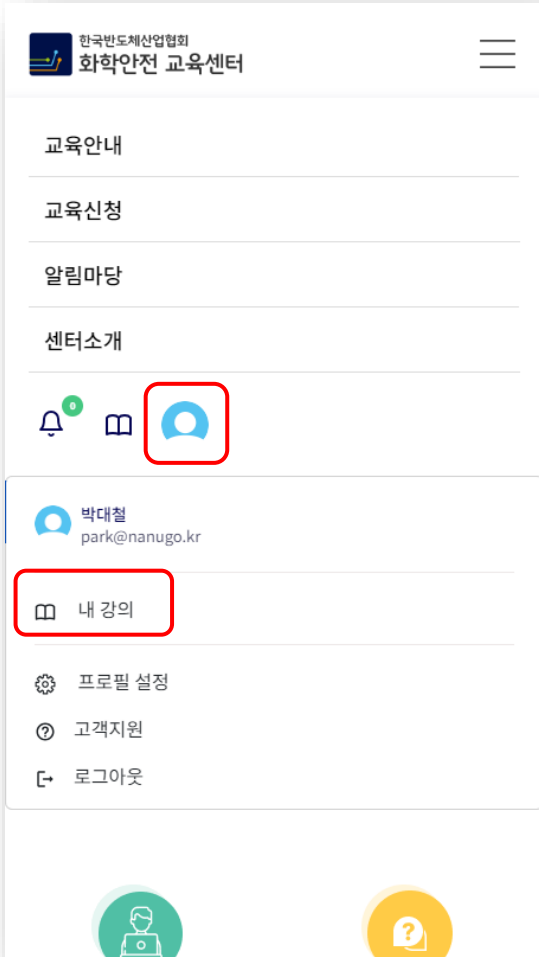 한국반도체산업협회
화학안전 교육센터
교육안내
교육신청
알림마당
센터소개
0
박대철
park@nanugo.kr
내 강의
프로필 설정
고객지원
로그아웃